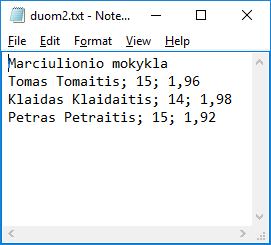 duom2.txt - Note...
File Edit Format View Help
Marciulionio mokykla
Tomas Tomaitis; 15; 1,96
Klaidas Klaidaitis; 14; 1,98
Petras Petraitis; 15; 1,92